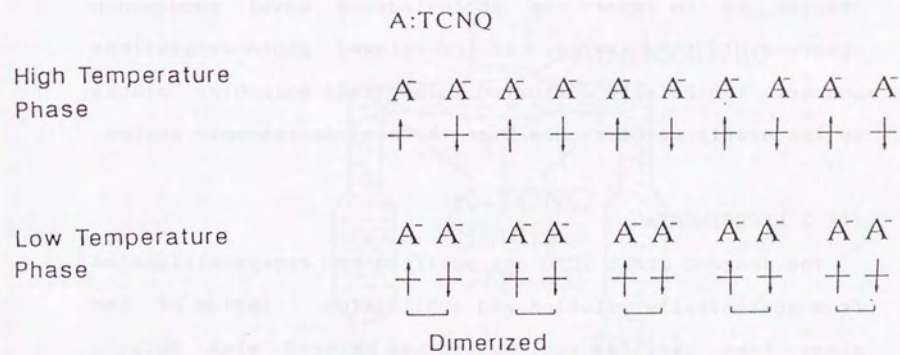 A:TCNQ
High Temperature
Phase
A⁻ A⁻ A⁻ A⁻ A⁻ A⁻ A⁻ A⁻ A⁻ A⁻
Low Temperature
Phase
A⁻ A⁻ A⁻ A⁻ A⁻ A⁻ A⁻ A⁻ A⁻ A⁻
Dimerized